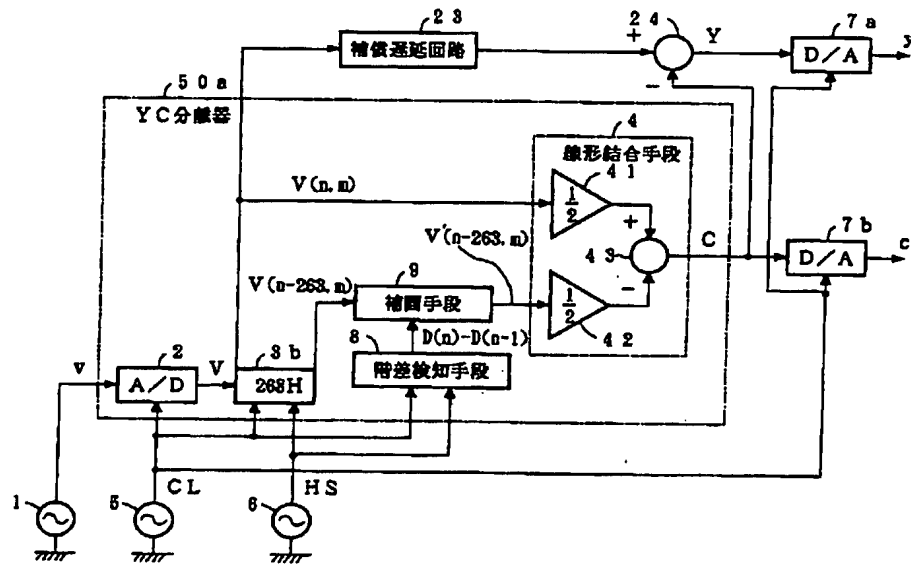 23
補償遅延回路
+
24
Y
7a
D/A
y
−
50a
YC分離器
4
線形結合手段
V(n,m)
41
1/2
+
V'(n-263,m)
43
C
7b
D/A
c
V(n-263,m)
9
補間手段
−
1/2
42
D(n)-D(n-1)
8
階差検知手段
v
2
A/D
V
3b
263H
CL
HS
1
5
6